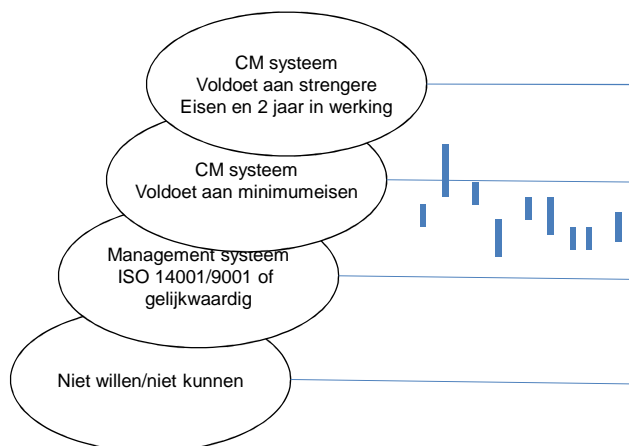 CM systeem
Voldoet aan strengere
Eisen en 2 jaar in werking
CM systeem
Voldoet aan minimumeisen
Management systeem
ISO 14001/9001 of
gelijkwaardig
Niet willen/niet kunnen